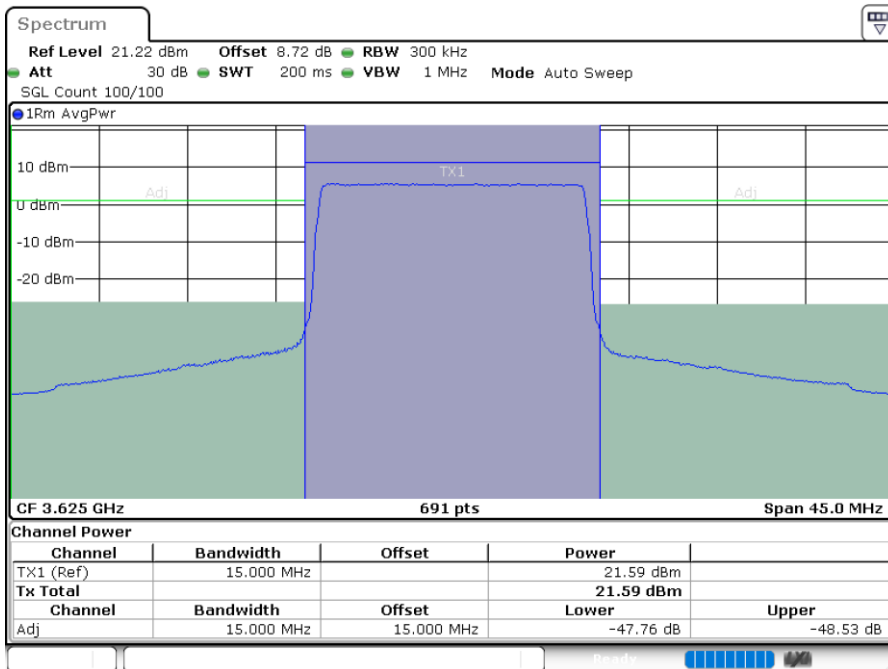 Spectrum
Ref Level 21.22 dBm Offset 8.72 dB RBW 300 kHz
Att 30 dB SWT 200 ms VBW 1 MHz Mode Auto Sweep
SGL Count 100/100
1Rm AvgPwr
10 dBm
TX1
Adj Adj
0 dBm
-10 dBm
-20 dBm
CF 3.625 GHz 691 pts Span 45.0 MHz
Channel Power
Channel Bandwidth Offset Power
TX1 (Ref) 15.000 MHz 21.59 dBm
Tx Total 21.59 dBm
Channel Bandwidth Offset Lower Upper
Adj 15.000 MHz 15.000 MHz -47.76 dB -48.53 dB
Ready